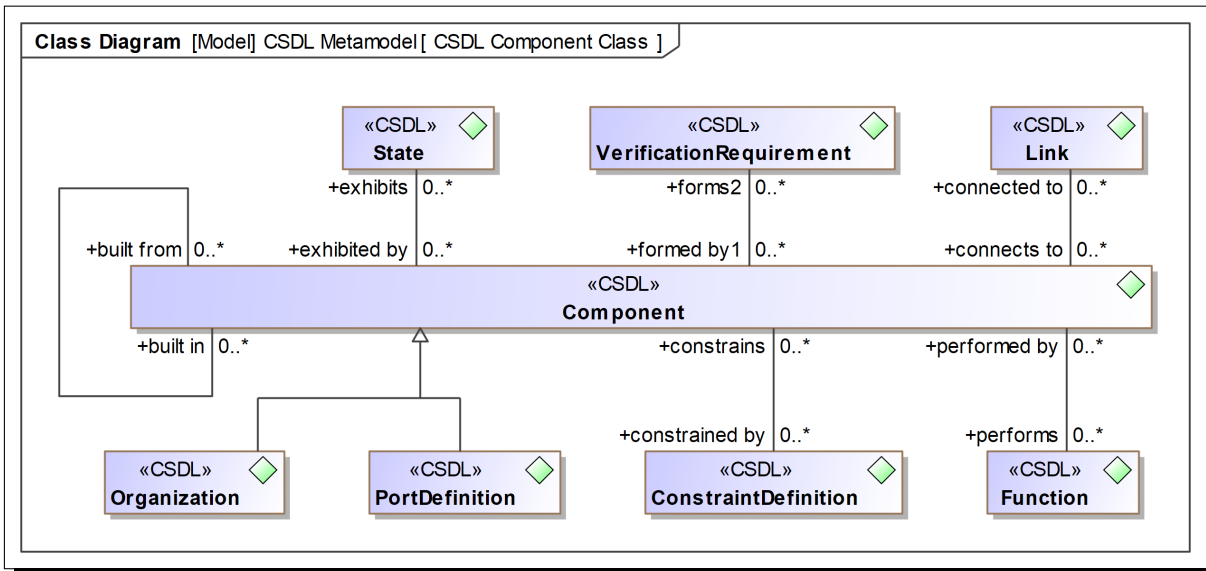 Class Diagram [Model] CSDL Metamodel [ CSDL Component Class ]
«CSDL»
State
«CSDL»
VerificationRequirement
«CSDL»
Link
+exhibits 0..*
+forms2 0..*
+connected to 0..*
+built from 0..*
+exhibited by 0..*
+formed by1 0..*
+connects to 0..*
«CSDL»
Component
+built in 0..*
+constrains 0..*
+performed by 0..*
+constrained by 0..*
+performs 0..*
«CSDL»
Organization
«CSDL»
PortDefinition
«CSDL»
ConstraintDefinition
«CSDL»
Function